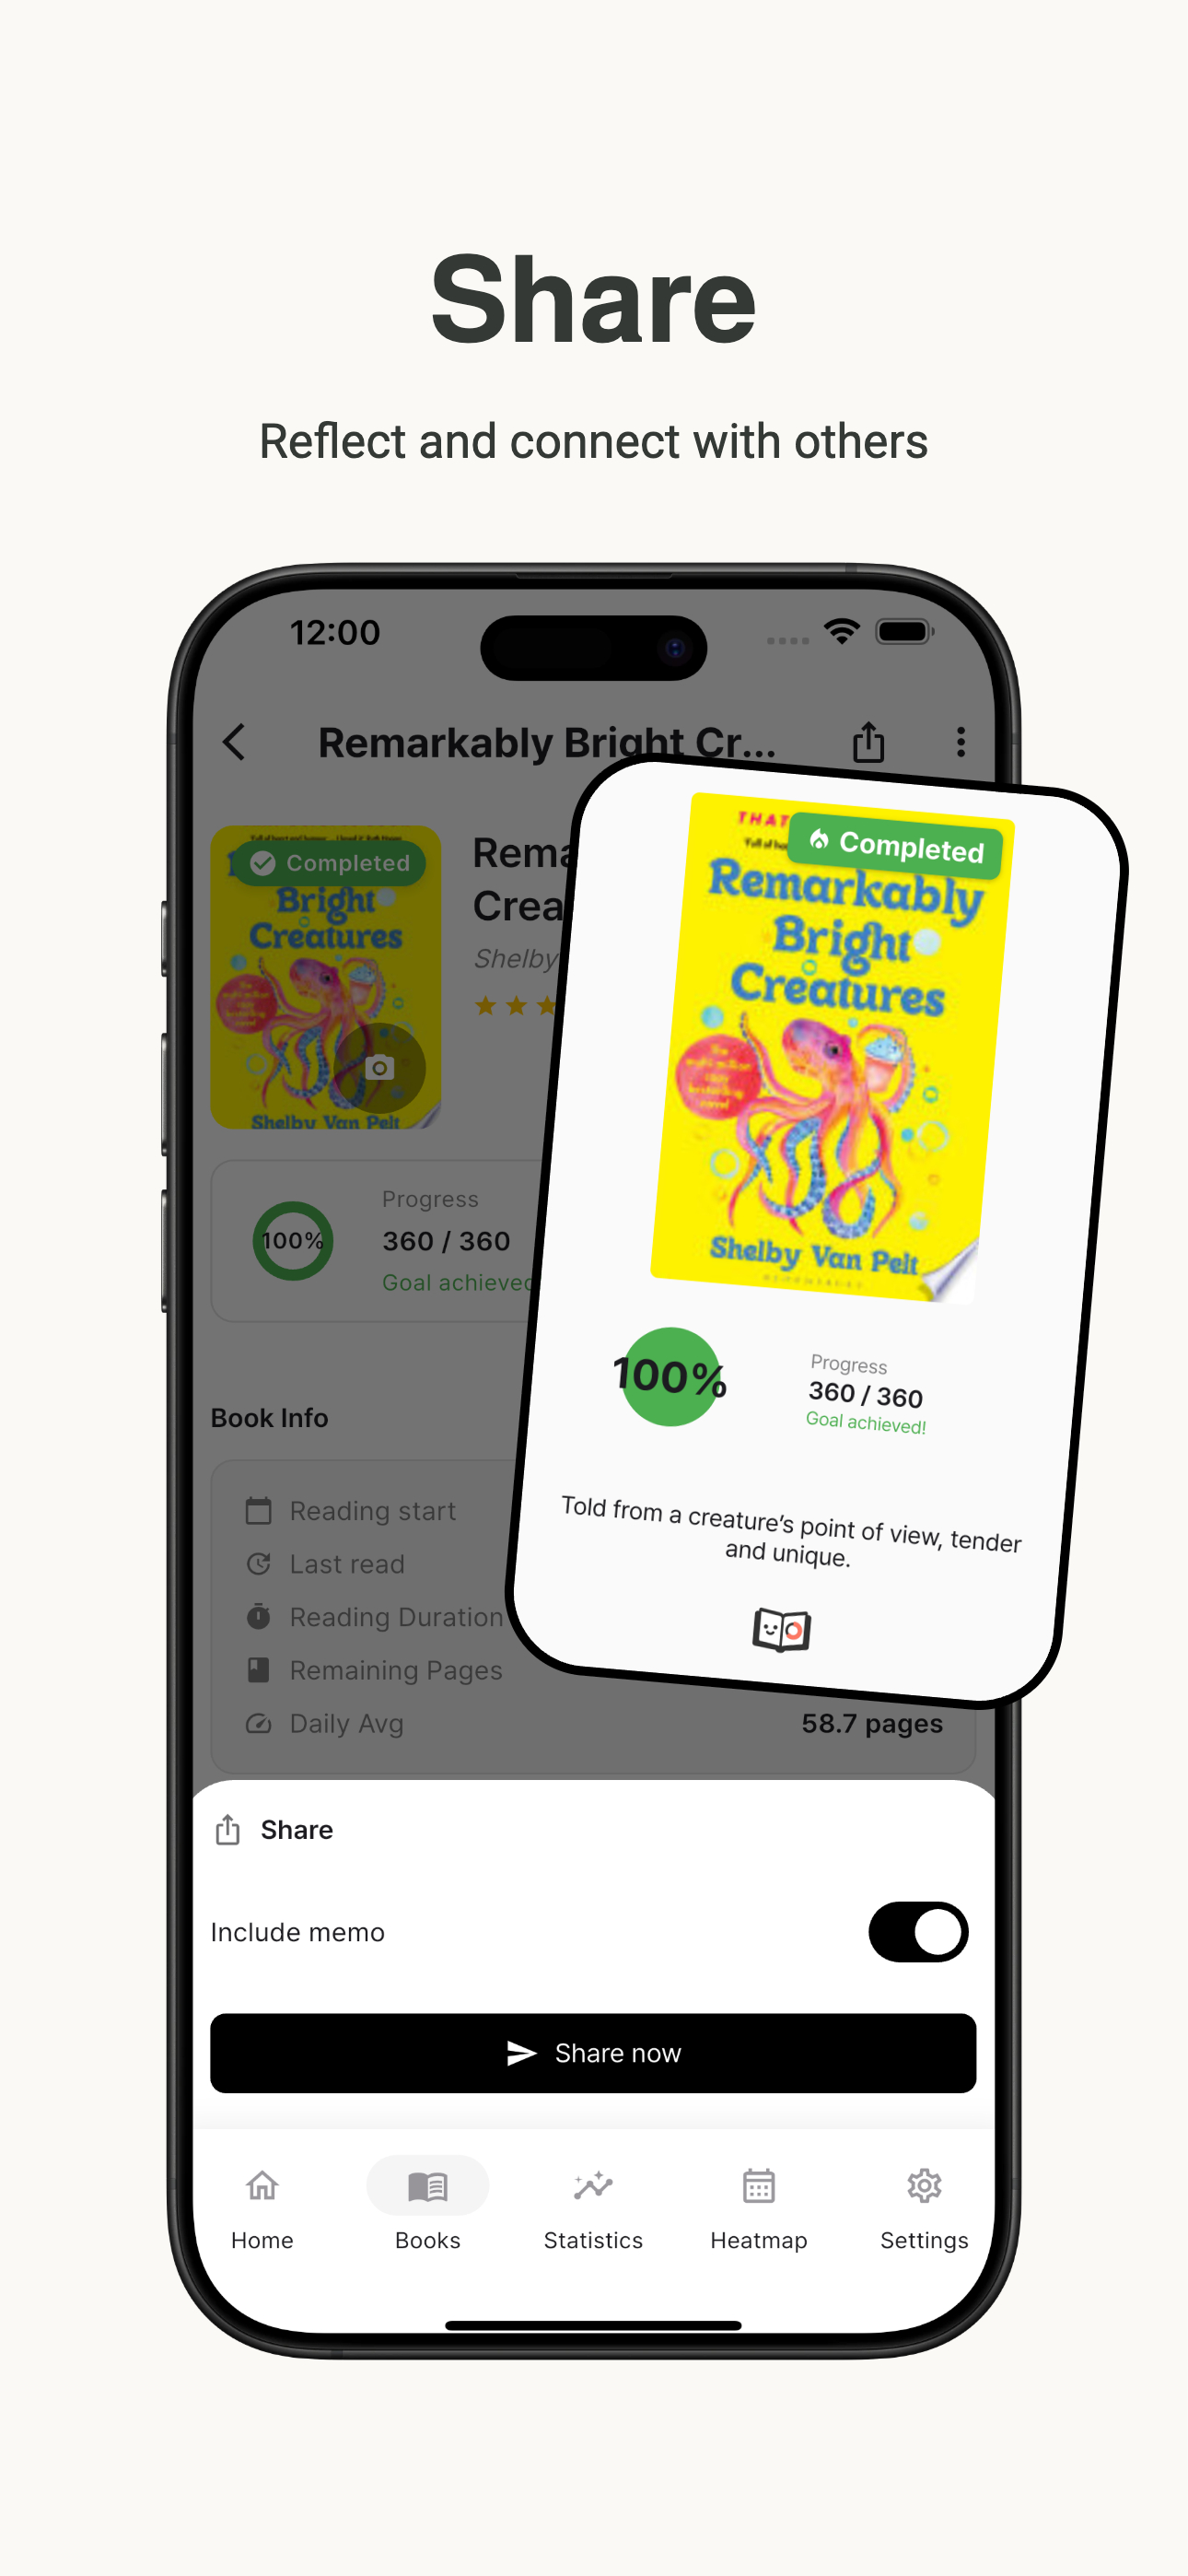 Share
Reflect and connect with others
12:00
Remarkably Bright Cr...
Completed
Bright
Creatures
Shelby Van Pelt
Rema
Crea
Shelby
100%
Progress
360 / 360
Goal achieved
Book Info
Reading start
Last read
Reading Duration
Remaining Pages
Daily Avg
58.7 pages
THAT
Completed
Remarkably
Bright
Creatures
Shelby Van Pelt
100%
Progress
360 / 360
Goal achieved!
Told from a creature's point of view, tender
and unique.
Share
Include memo
Share now
Home
Books
Statistics
Heatmap
Settings